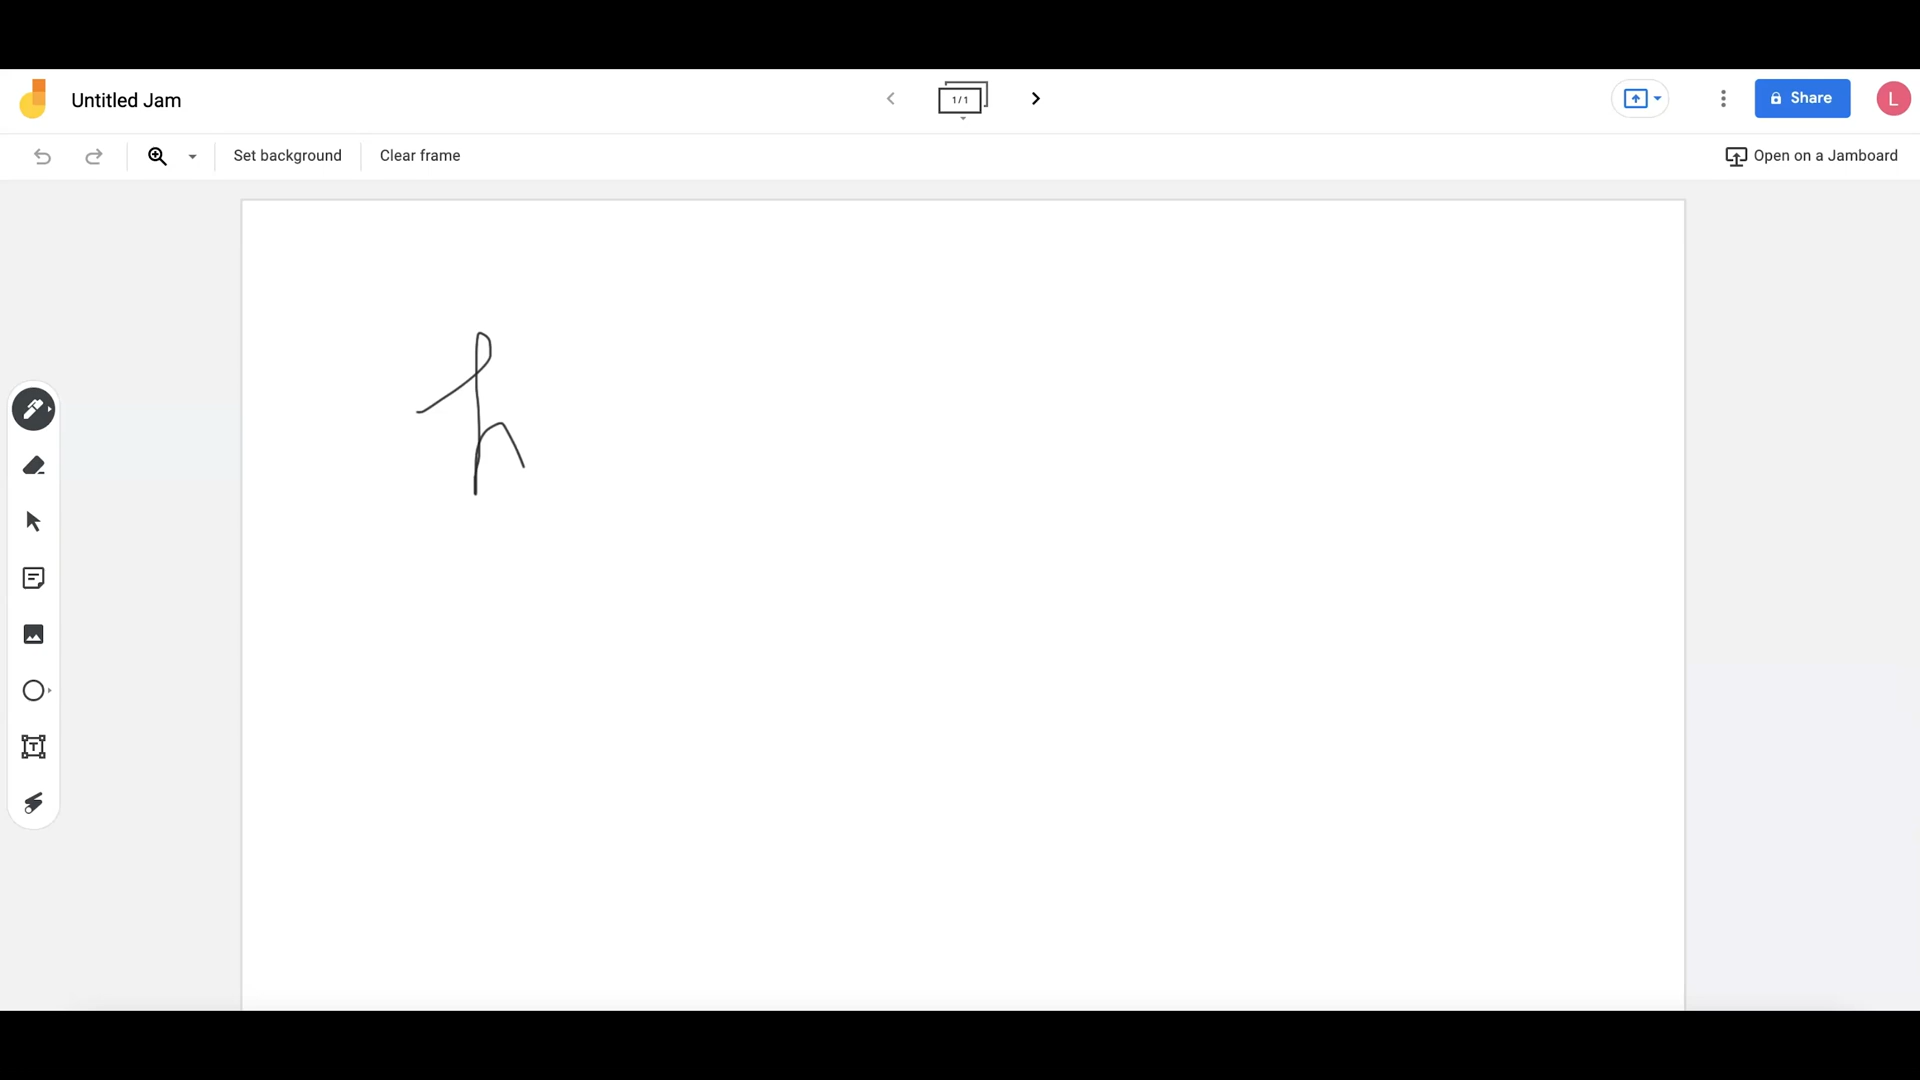 Untitled Jam
1/1
Share
L
Set background
Clear frame
Open on a Jamboard
h